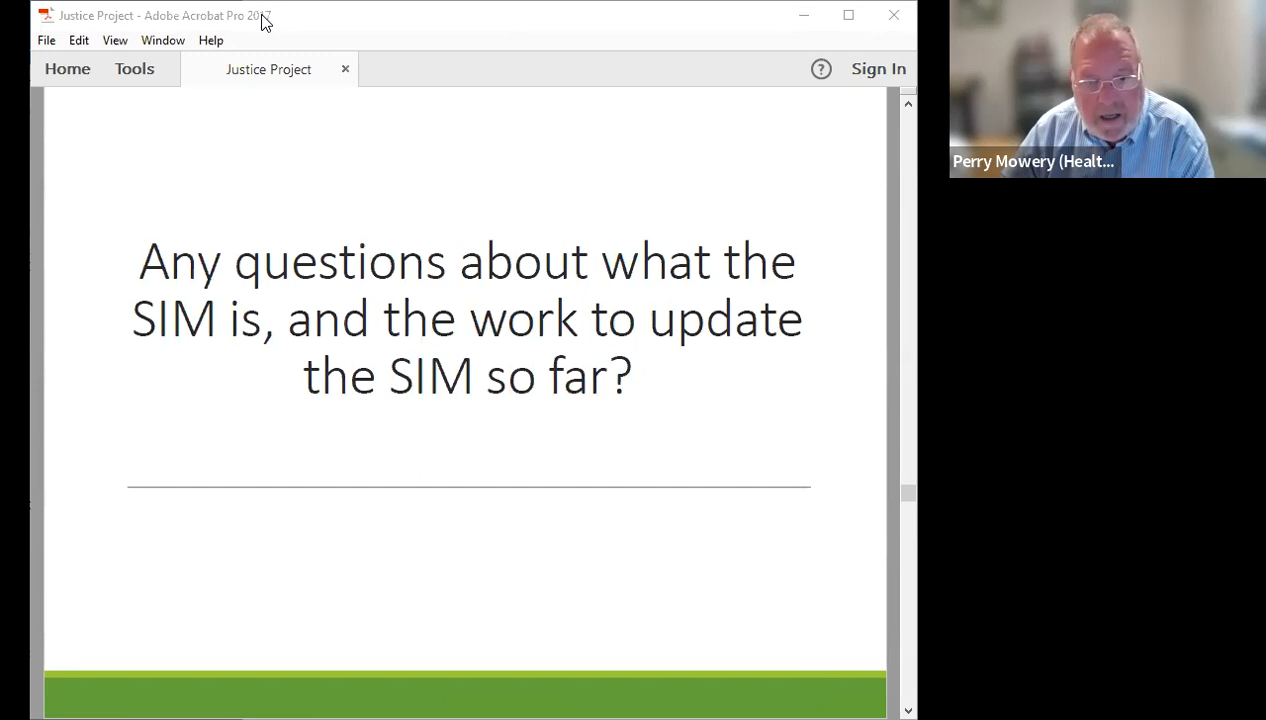 Justice Project - Adobe Acrobat Pro 2017
File Edit View Window Help
Home Tools Justice Project × ? Sign In
Perry Mowery (Healt...
Any questions about what the
SIM is, and the work to update
the SIM so far?